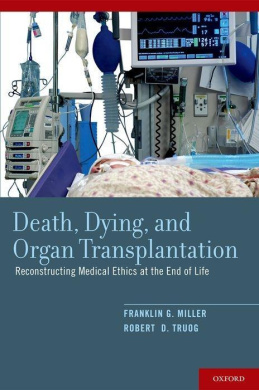 Death, Dying, and
Organ Transplantation
Reconstructing Medical Ethics at the End of Life
FRANKLIN G. MILLER
ROBERT D. TRUOG
OXFORD